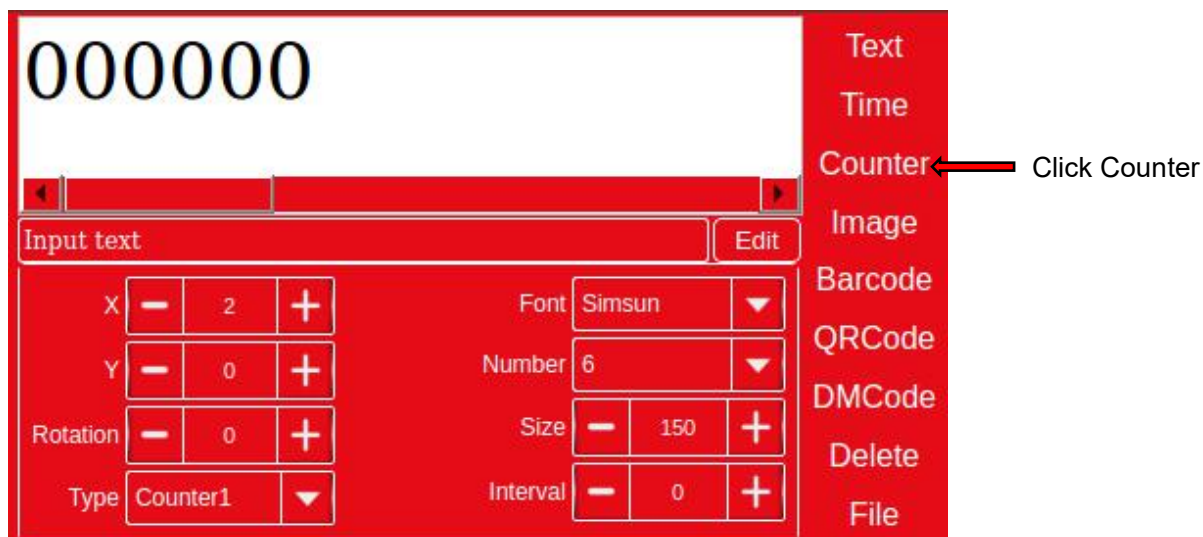 000000
Input text
Edit
X
2
Font
Simsun
Y
0
Number
6
Rotation
0
Size
150
Type
Counter1
Interval
0
Text
Time
Counter
Click Counter
Image
Barcode
QRCode
DMCode
Delete
File